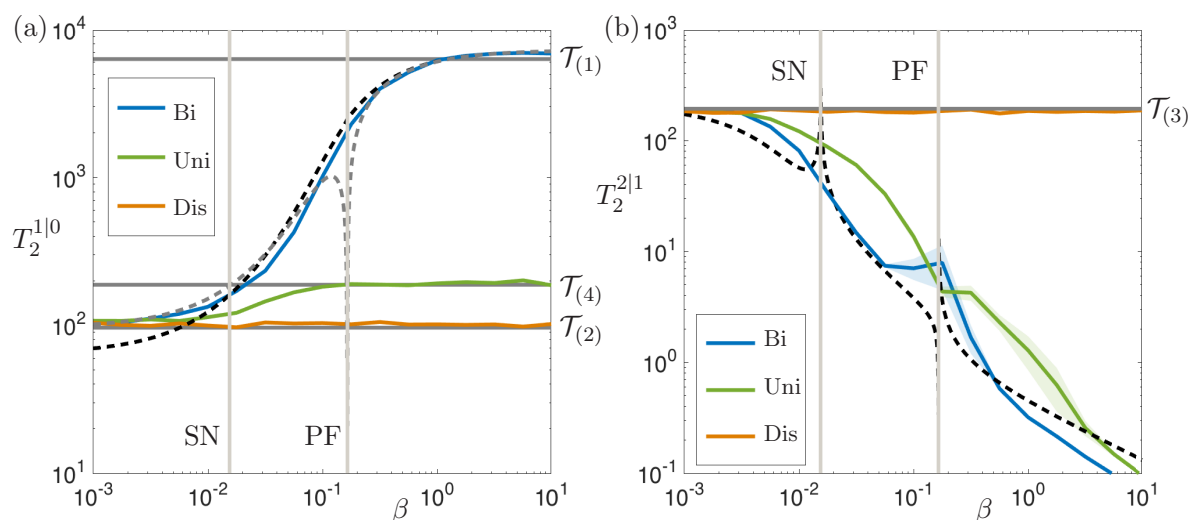 (a)
10^4
10^3
10^2
10^1
T_2^{1|0}
Bi
Uni
Dis
SN
PF
𝒯_(1)
𝒯_(4)
𝒯_(2)
10^-3
10^-2
10^-1
10^0
10^1
β
(b)
10^3
10^2
10^1
10^0
10^-1
T_2^{2|1}
SN
PF
𝒯_(3)
Bi
Uni
Dis
10^-3
10^-2
10^-1
10^0
10^1
β